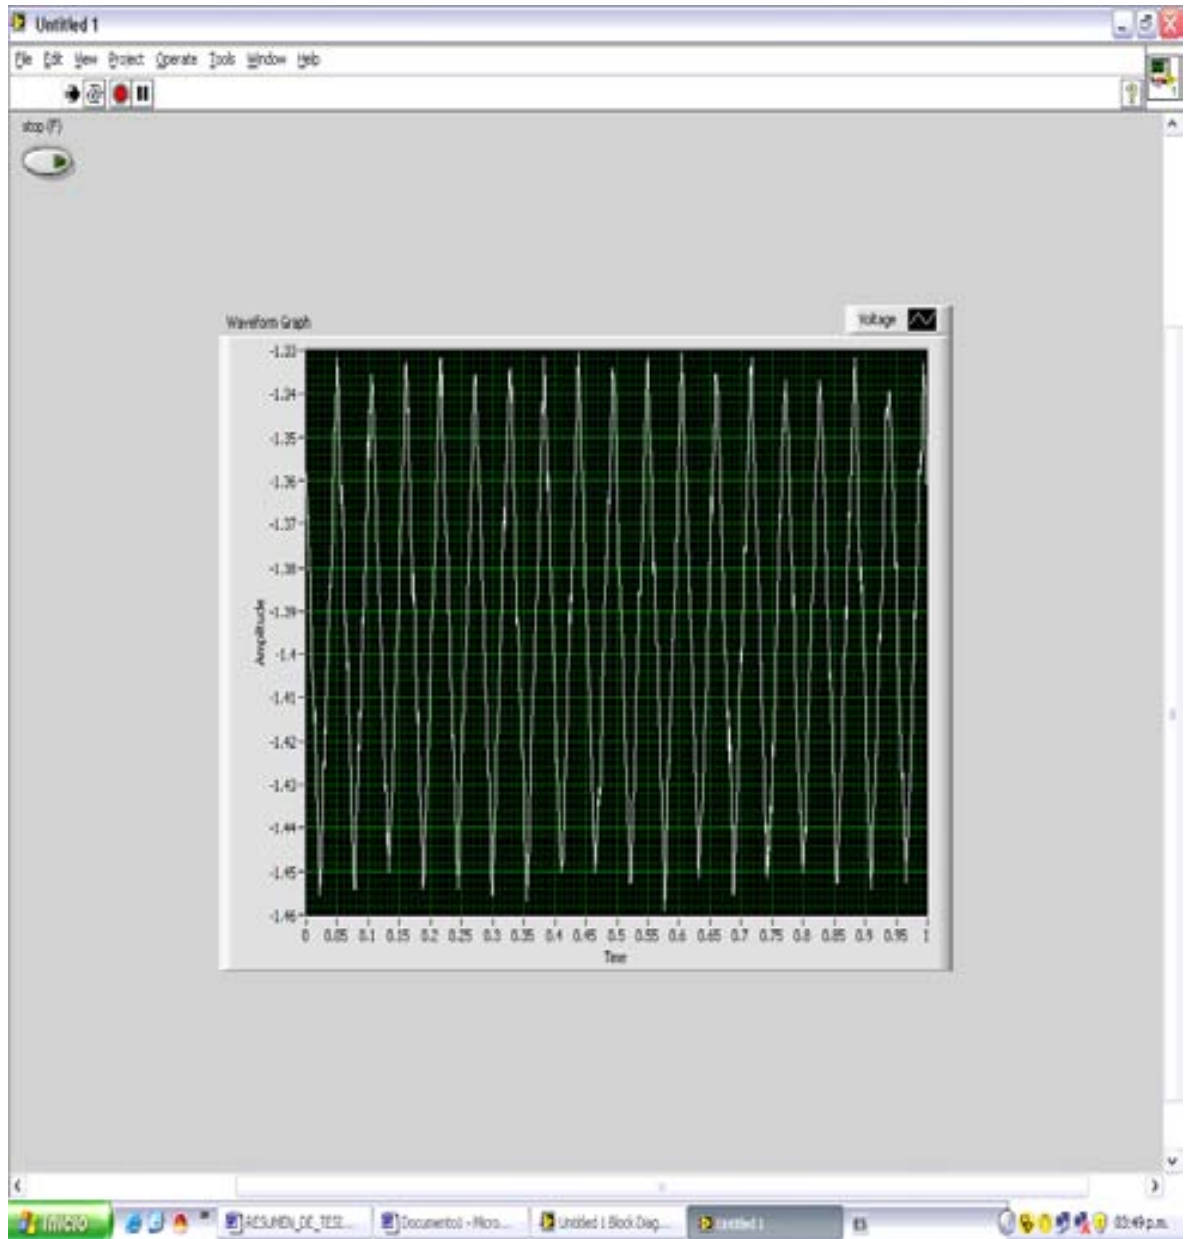 Untitled 1
File Edit View Project Operate Tools Window Help
stop (F)
Waveform Graph
Voltage
-1.33
-1.34
-1.35
-1.36
-1.37
-1.38
-1.39
-1.4
-1.41
-1.42
-1.43
-1.44
-1.45
-1.46
Amplitude
0 0.05 0.1 0.15 0.2 0.25 0.3 0.35 0.4 0.45 0.5 0.55 0.6 0.65 0.7 0.75 0.8 0.85 0.9 0.95 1
Time
Inicio RESUMEN_DE_TESI... Documento1 - Micro... Untitled 1 Block Diag... Untitled 1 ES 03:49 p.m.